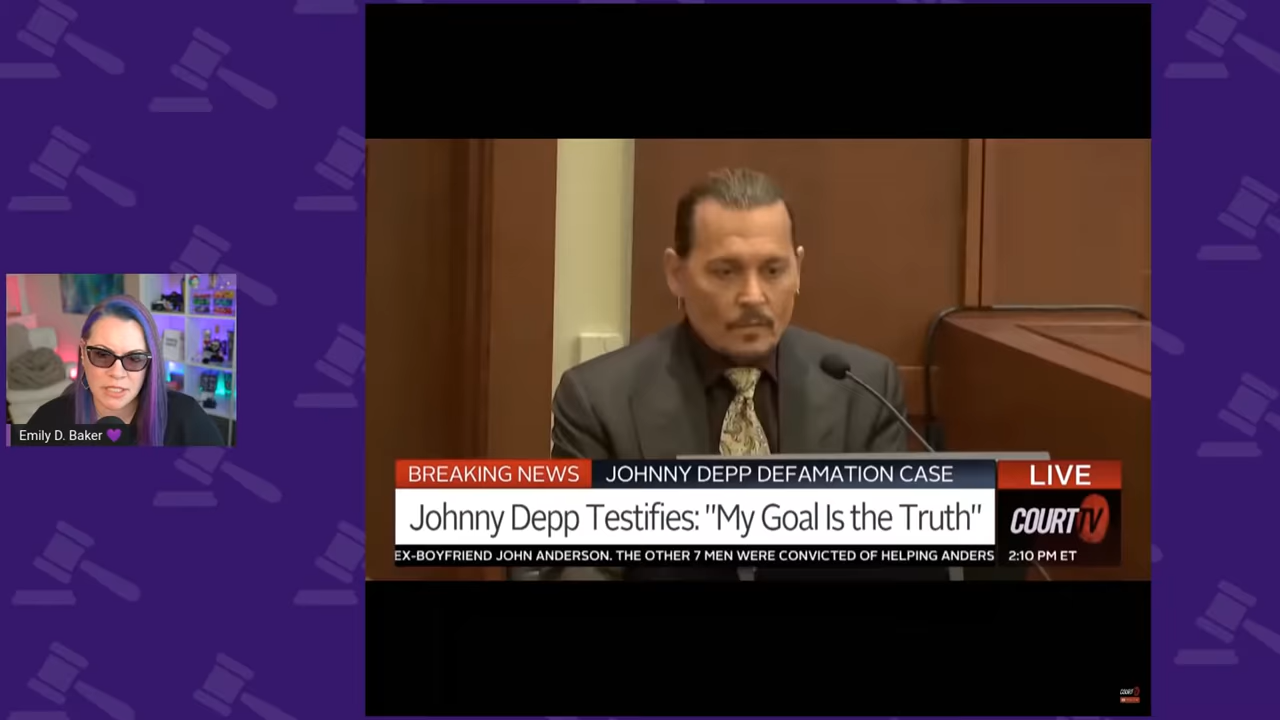 Emily D. Baker 💜
BREAKING NEWS
JOHNNY DEPP DEFAMATION CASE
LIVE
Johnny Depp Testifies: "My Goal Is the Truth"
COURT TV
EX-BOYFRIEND JOHN ANDERSON. THE OTHER 7 MEN WERE CONVICTED OF HELPING ANDERS
2:10 PM ET
COURT